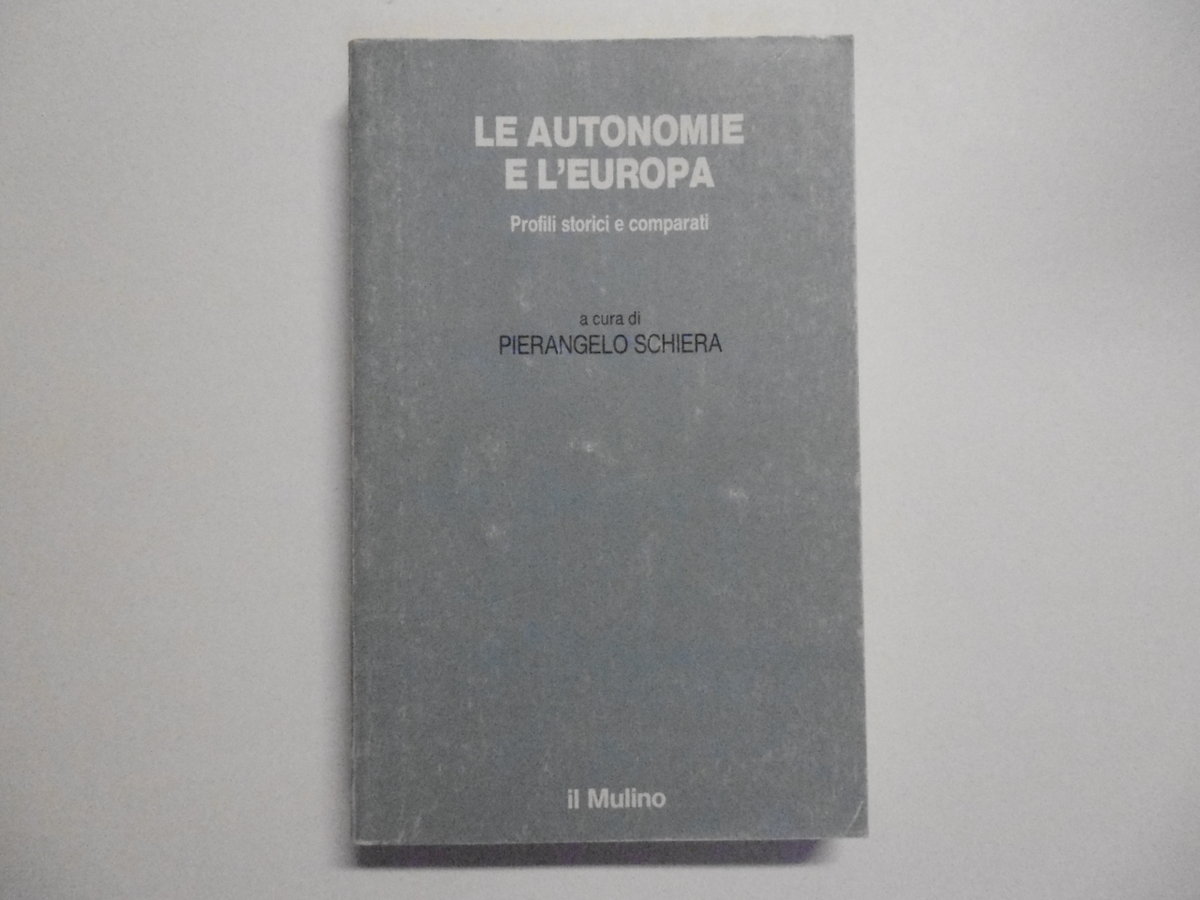 LE AUTONOMIE
E L'EUROPA
Profili storici e comparati
a cura di
PIERANGELO SCHIERA
il Mulino